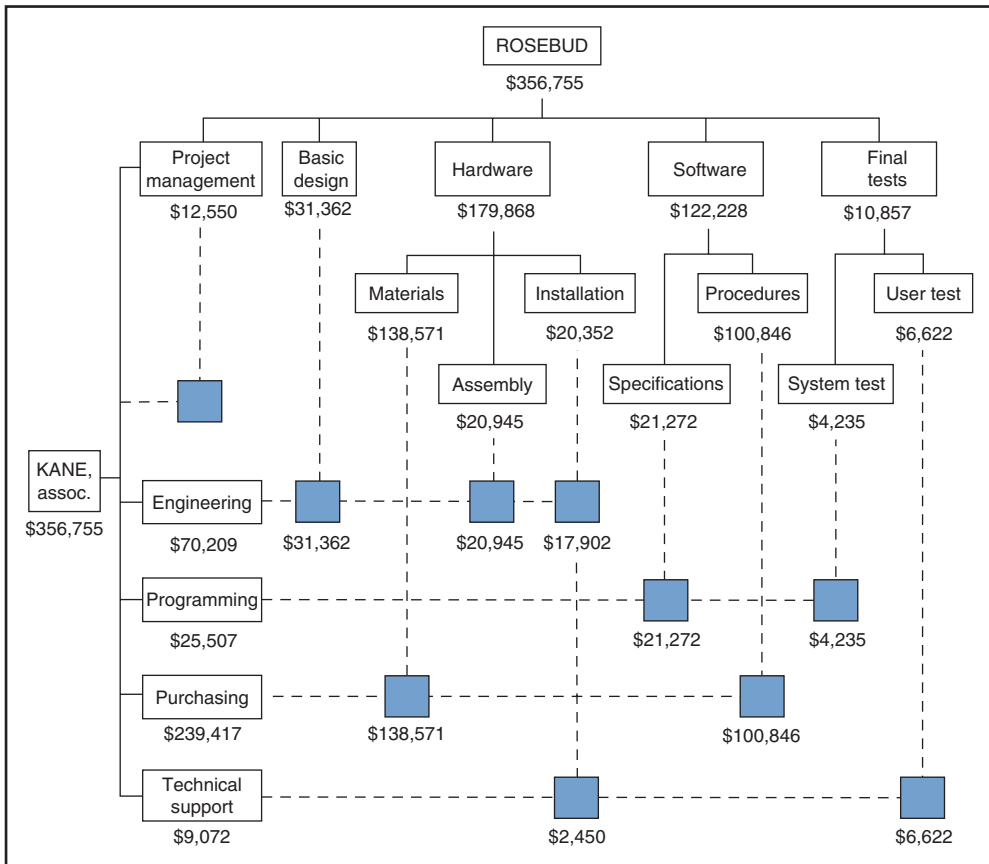 ROSEBUD
$356,755
Project
management
$12,550
Basic
design
$31,362
Hardware
$179,868
Software
$122,228
Final
tests
$10,857
Materials
$138,571
Installation
$20,352
Procedures
$100,846
User test
$6,622
Assembly
$20,945
Specifications
$21,272
System test
$4,235
KANE,
assoc.
$356,755
Engineering
$70,209
$31,362
$20,945
$17,902
Programming
$25,507
$21,272
$4,235
Purchasing
$239,417
$138,571
$100,846
Technical
support
$9,072
$2,450
$6,622